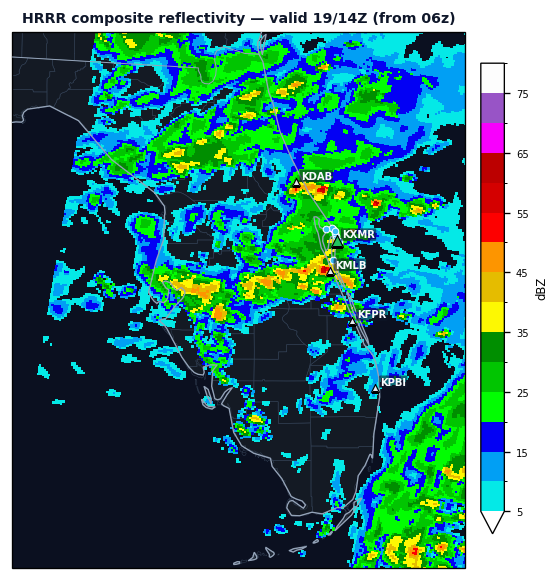 HRRR composite reflectivity — valid 19/14Z (from 06z)
KDAB
KXMR
KMLB
KFPR
KPBI
75
65
55
45
35
25
15
5
dBZ